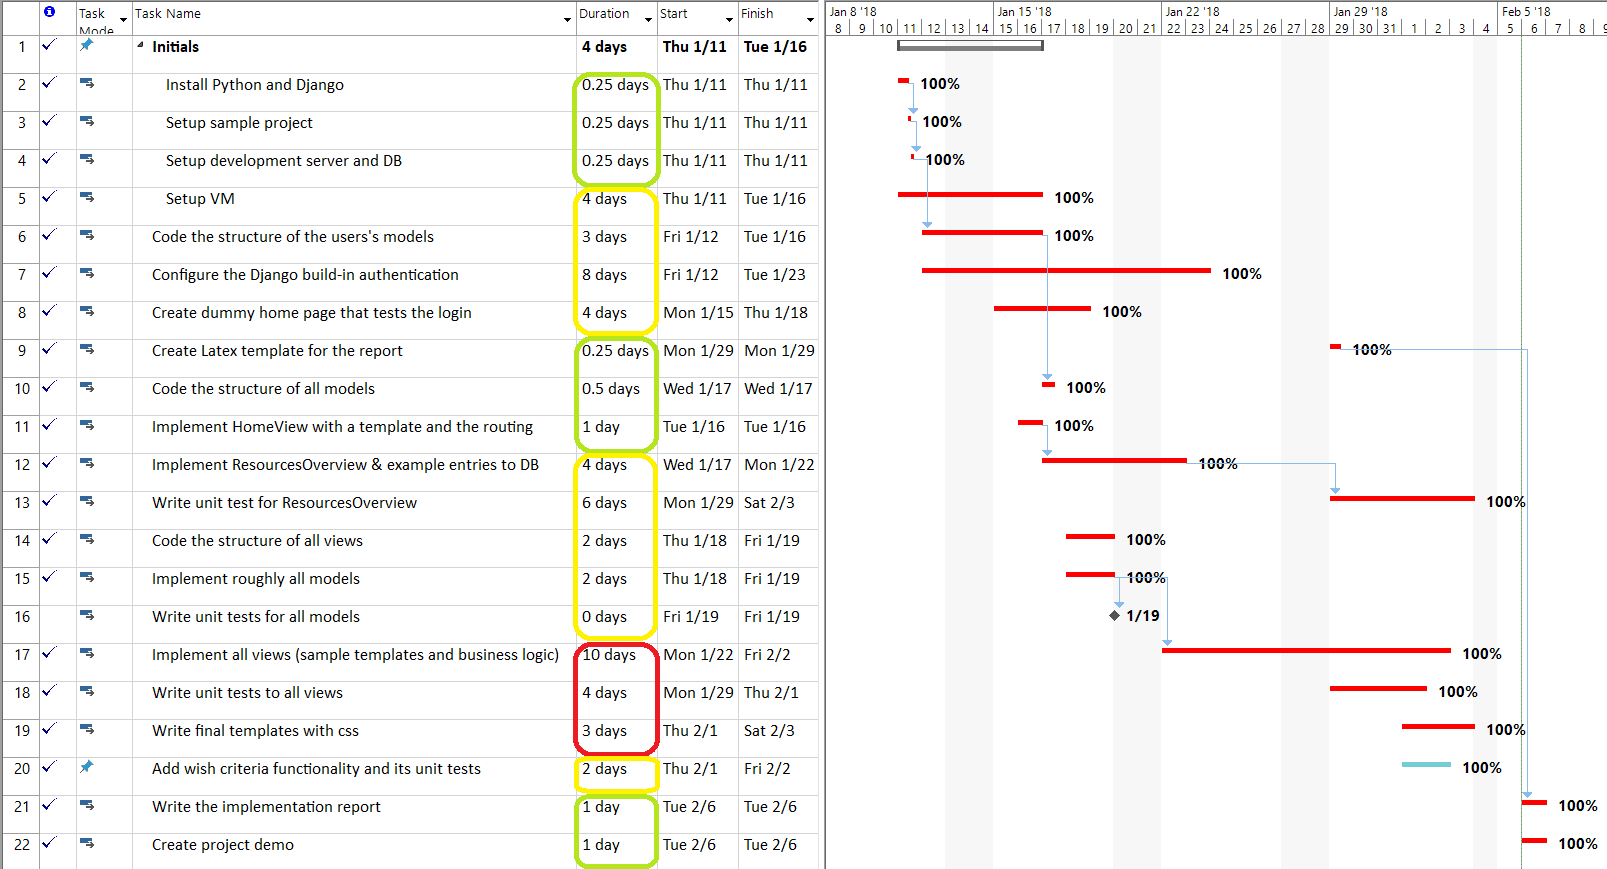 Task Mode Task Name Duration Start Finish
Jan 8 '18 Jan 15 '18 Jan 22 '18 Jan 29 '18 Feb 5 '18
8 9 10 11 12 13 14 15 16 17 18 19 20 21 22 23 24 25 26 27 28 29 30 31 1 2 3 4 5 6 7 8 9
1 Initials 4 days Thu 1/11 Tue 1/16
2 Install Python and Django 0.25 days Thu 1/11 Thu 1/11 100%
3 Setup sample project 0.25 days Thu 1/11 Thu 1/11 100%
4 Setup development server and DB 0.25 days Thu 1/11 Thu 1/11 100%
5 Setup VM 4 days Thu 1/11 Tue 1/16 100%
6 Code the structure of the users's models 3 days Fri 1/12 Tue 1/16 100%
7 Configure the Django build-in authentication 8 days Fri 1/12 Tue 1/23 100%
8 Create dummy home page that tests the login 4 days Mon 1/15 Thu 1/18 100%
9 Create Latex template for the report 0.25 days Mon 1/29 Mon 1/29 100%
10 Code the structure of all models 0.5 days Wed 1/17 Wed 1/17 100%
11 Implement HomeView with a template and the routing 1 day Tue 1/16 Tue 1/16 100%
12 Implement ResourcesOverview & example entries to DB 4 days Wed 1/17 Mon 1/22 100%
13 Write unit test for ResourcesOverview 6 days Mon 1/29 Sat 2/3 100%
14 Code the structure of all views 2 days Thu 1/18 Fri 1/19 100%
15 Implement roughly all models 2 days Thu 1/18 Fri 1/19 100%
16 Write unit tests for all models 0 days Fri 1/19 Fri 1/19 1/19
17 Implement all views (sample templates and business logic) 10 days Mon 1/22 Fri 2/2 100%
18 Write unit tests to all views 4 days Mon 1/29 Thu 2/1 100%
19 Write final templates with css 3 days Thu 2/1 Sat 2/3 100%
20 Add wish criteria functionality and its unit tests 2 days Thu 2/1 Fri 2/2 100%
21 Write the implementation report 1 day Tue 2/6 Tue 2/6 100%
22 Create project demo 1 day Tue 2/6 Tue 2/6 100%